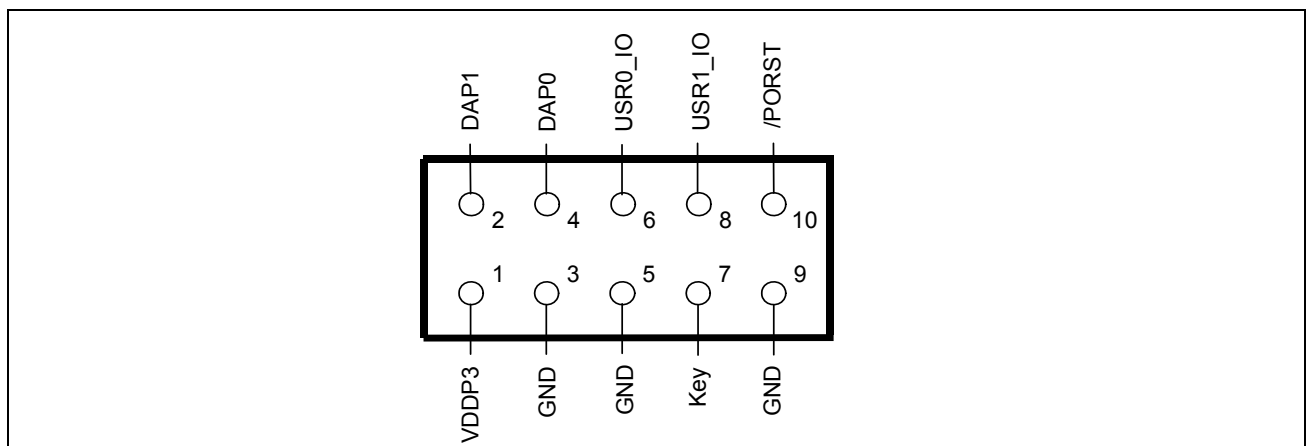 DAP1
DAP0
USR0_IO
USR1_IO
/PORST
2
4
6
8
10
1
3
5
7
9
VDDP3
GND
GND
Key
GND